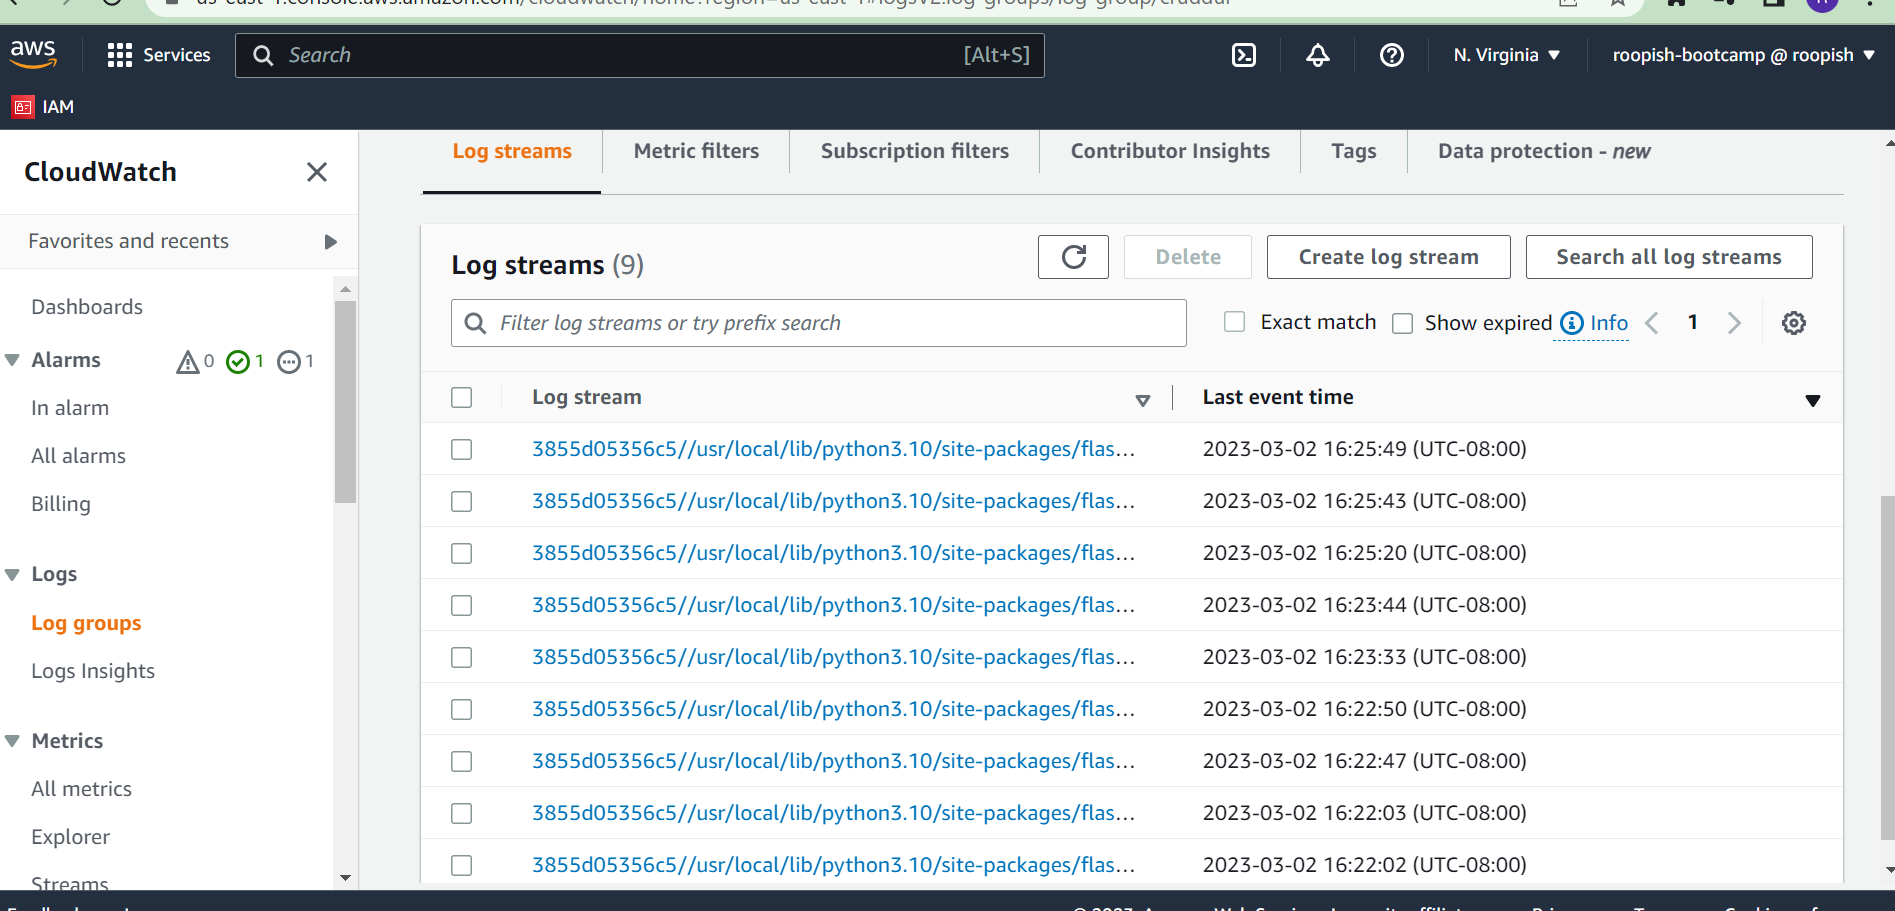 aws
Services
Search
[Alt+S]
N. Virginia
roopish-bootcamp @ roopish
IAM
CloudWatch
Favorites and recents
Dashboards
Alarms
0
1
1
In alarm
All alarms
Billing
Logs
Log groups
Logs Insights
Metrics
All metrics
Explorer
Streams
Log streams
Metric filters
Subscription filters
Contributor Insights
Tags
Data protection - new
Log streams (9)
Delete
Create log stream
Search all log streams
Filter log streams or try prefix search
Exact match
Show expired
Info
1
Log stream
Last event time
3855d05356c5//usr/local/lib/python3.10/site-packages/flas...
2023-03-02 16:25:49 (UTC-08:00)
3855d05356c5//usr/local/lib/python3.10/site-packages/flas...
2023-03-02 16:25:43 (UTC-08:00)
3855d05356c5//usr/local/lib/python3.10/site-packages/flas...
2023-03-02 16:25:20 (UTC-08:00)
3855d05356c5//usr/local/lib/python3.10/site-packages/flas...
2023-03-02 16:23:44 (UTC-08:00)
3855d05356c5//usr/local/lib/python3.10/site-packages/flas...
2023-03-02 16:23:33 (UTC-08:00)
3855d05356c5//usr/local/lib/python3.10/site-packages/flas...
2023-03-02 16:22:50 (UTC-08:00)
3855d05356c5//usr/local/lib/python3.10/site-packages/flas...
2023-03-02 16:22:47 (UTC-08:00)
3855d05356c5//usr/local/lib/python3.10/site-packages/flas...
2023-03-02 16:22:03 (UTC-08:00)
3855d05356c5//usr/local/lib/python3.10/site-packages/flas...
2023-03-02 16:22:02 (UTC-08:00)